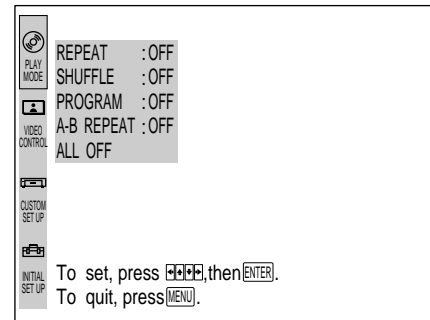 PLAY
MODE
VIDEO
CONTROL
CUSTOM
SET UP
INITIAL
SET UP
REPEAT :OFF
SHUFFLE :OFF
PROGRAM :OFF
A-B REPEAT :OFF
ALL OFF
To set, press ←↑↓→,then ENTER.
To quit, press MENU.